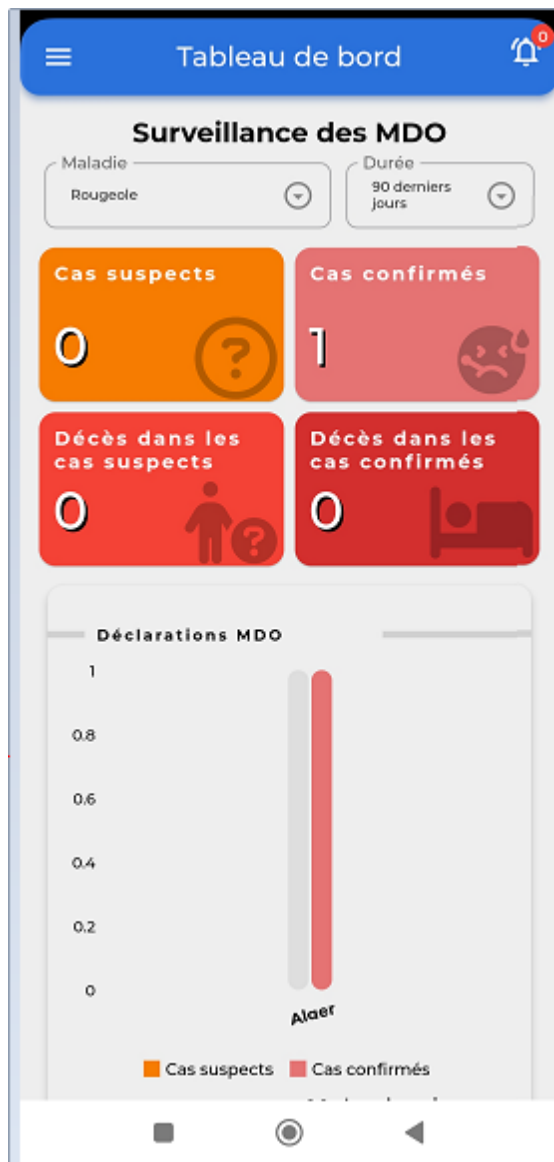 Tableau de bord
0
Surveillance des MDO
Maladie
Rougeole
Durée
90 derniers
jours
Cas suspects
0
?
Cas confirmés
1
Décès dans les
cas suspects
0
?
Décès dans les
cas confirmés
0
Déclarations MDO
1
0.8
0.6
0.4
0.2
0
Alger
Cas suspects
Cas confirmés